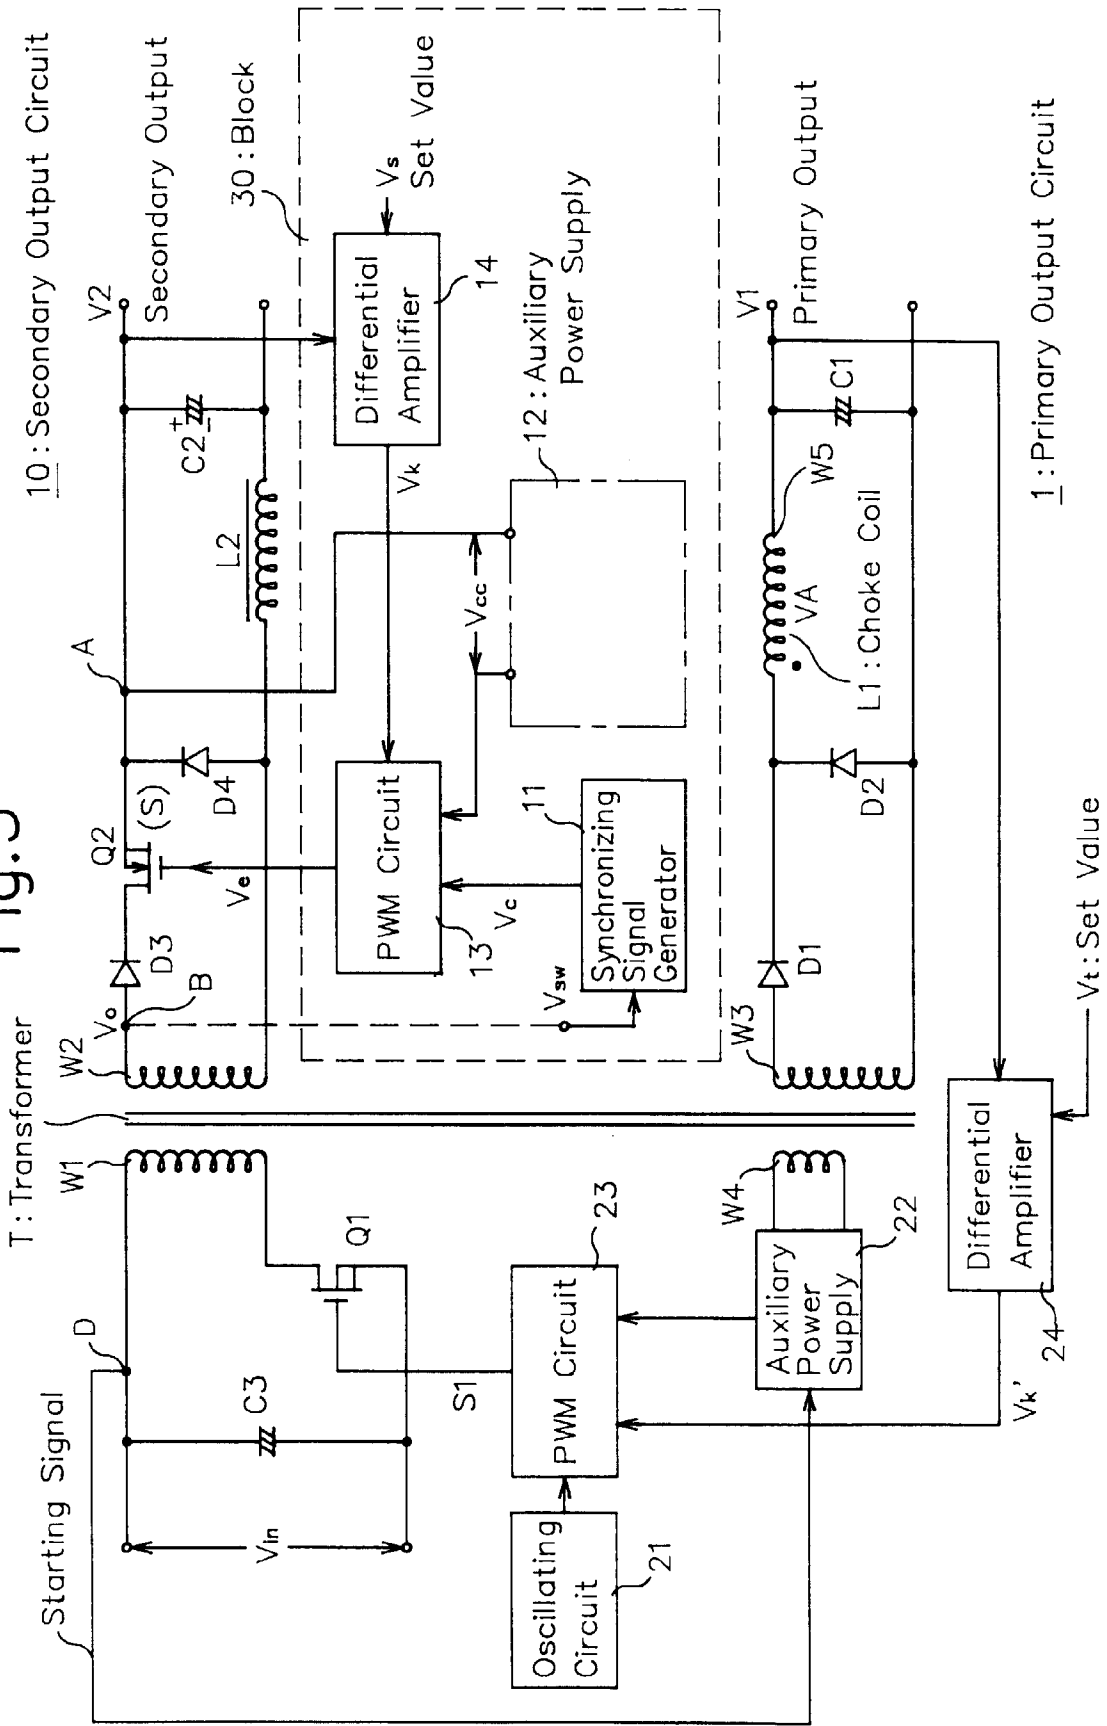 Fig.
T:Transformer
10:Secondary Output Circuit
Starting Signal
D
W1
W2
Vo
B
D3
Q2
(S)
D4
A
L2
C2
+
V2
Secondary Output
30:Block
Vin
C3
Q1
S1
Ve
PWM Circuit
13
Vc
Vk
Differential
Amplifier
14
Vs
Set Value
Vcc
12:Auxiliary
Power Supply
Vsw
Synchronizing
Signal
Generator
11
Oscillating
Circuit
21
PWM Circuit
23
Auxiliary
Power
Supply
22
W4
W3
D1
D2
VA
L1:Choke Coil
W5
C1
V1
Primary Output
1:Primary Output Circuit
Vk'
Differential
Amplifier
24
Vt:Set Value